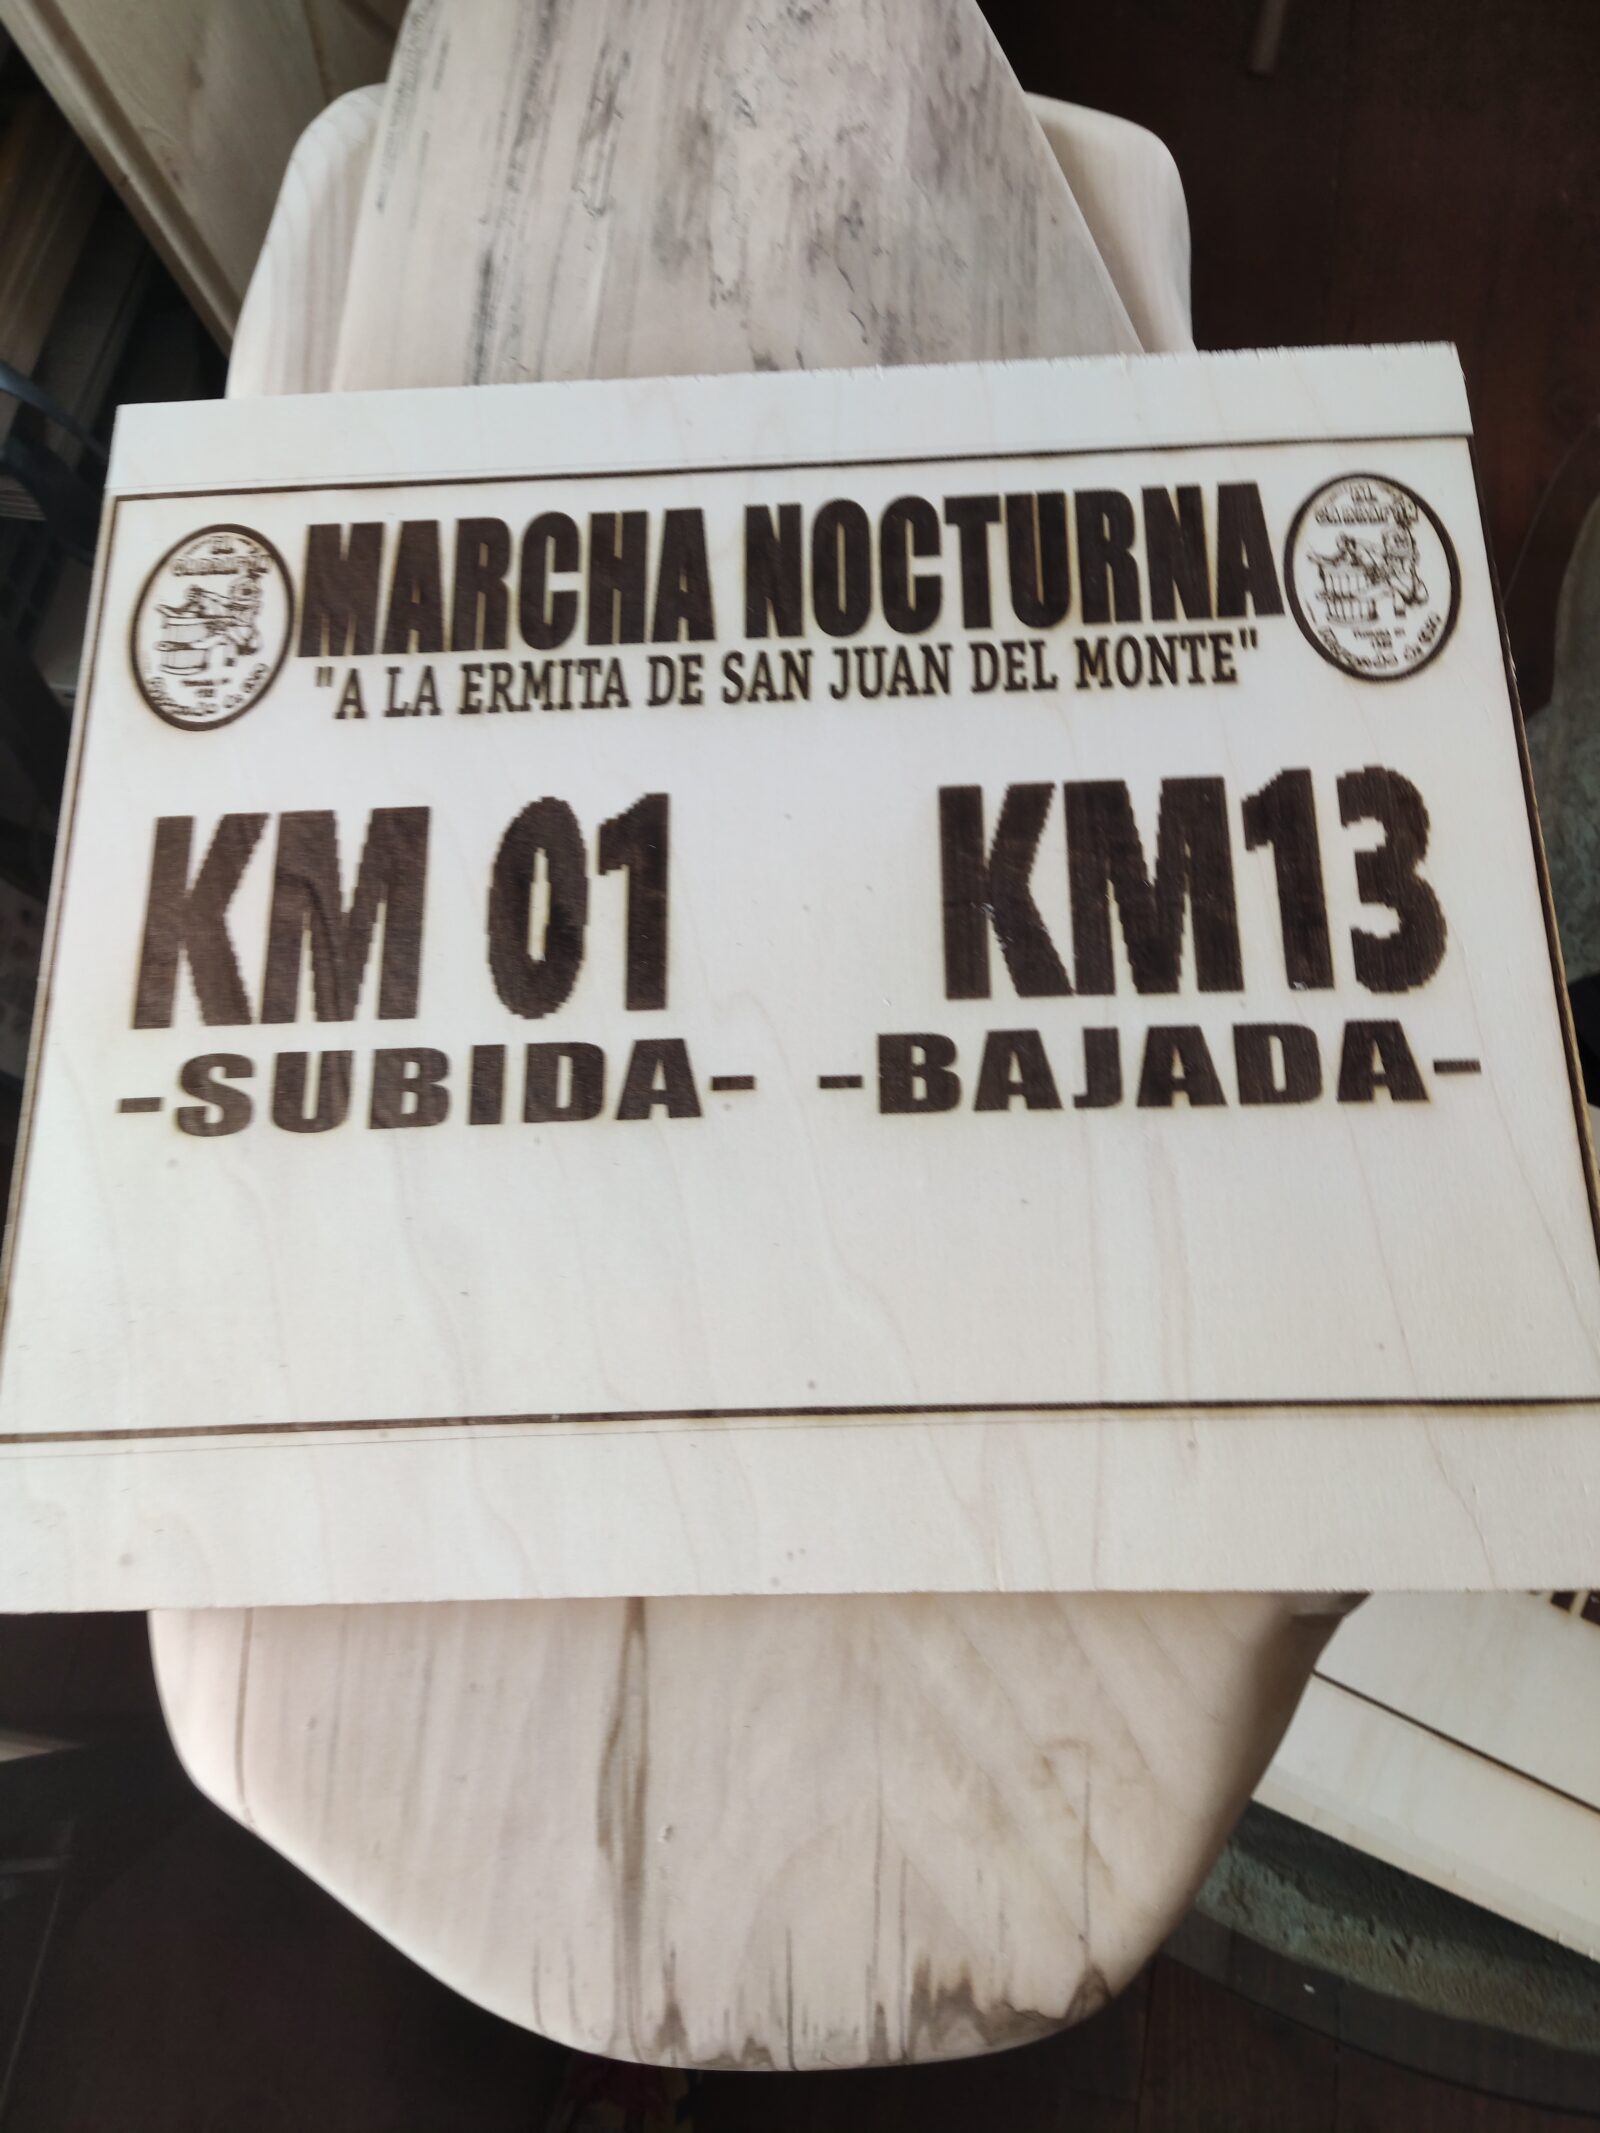 MARCHA NOCTURNA
"A LA ERMITA DE SAN JUAN DEL MONTE"
KM 01
-SUBIDA-
KM13
-BAJADA-